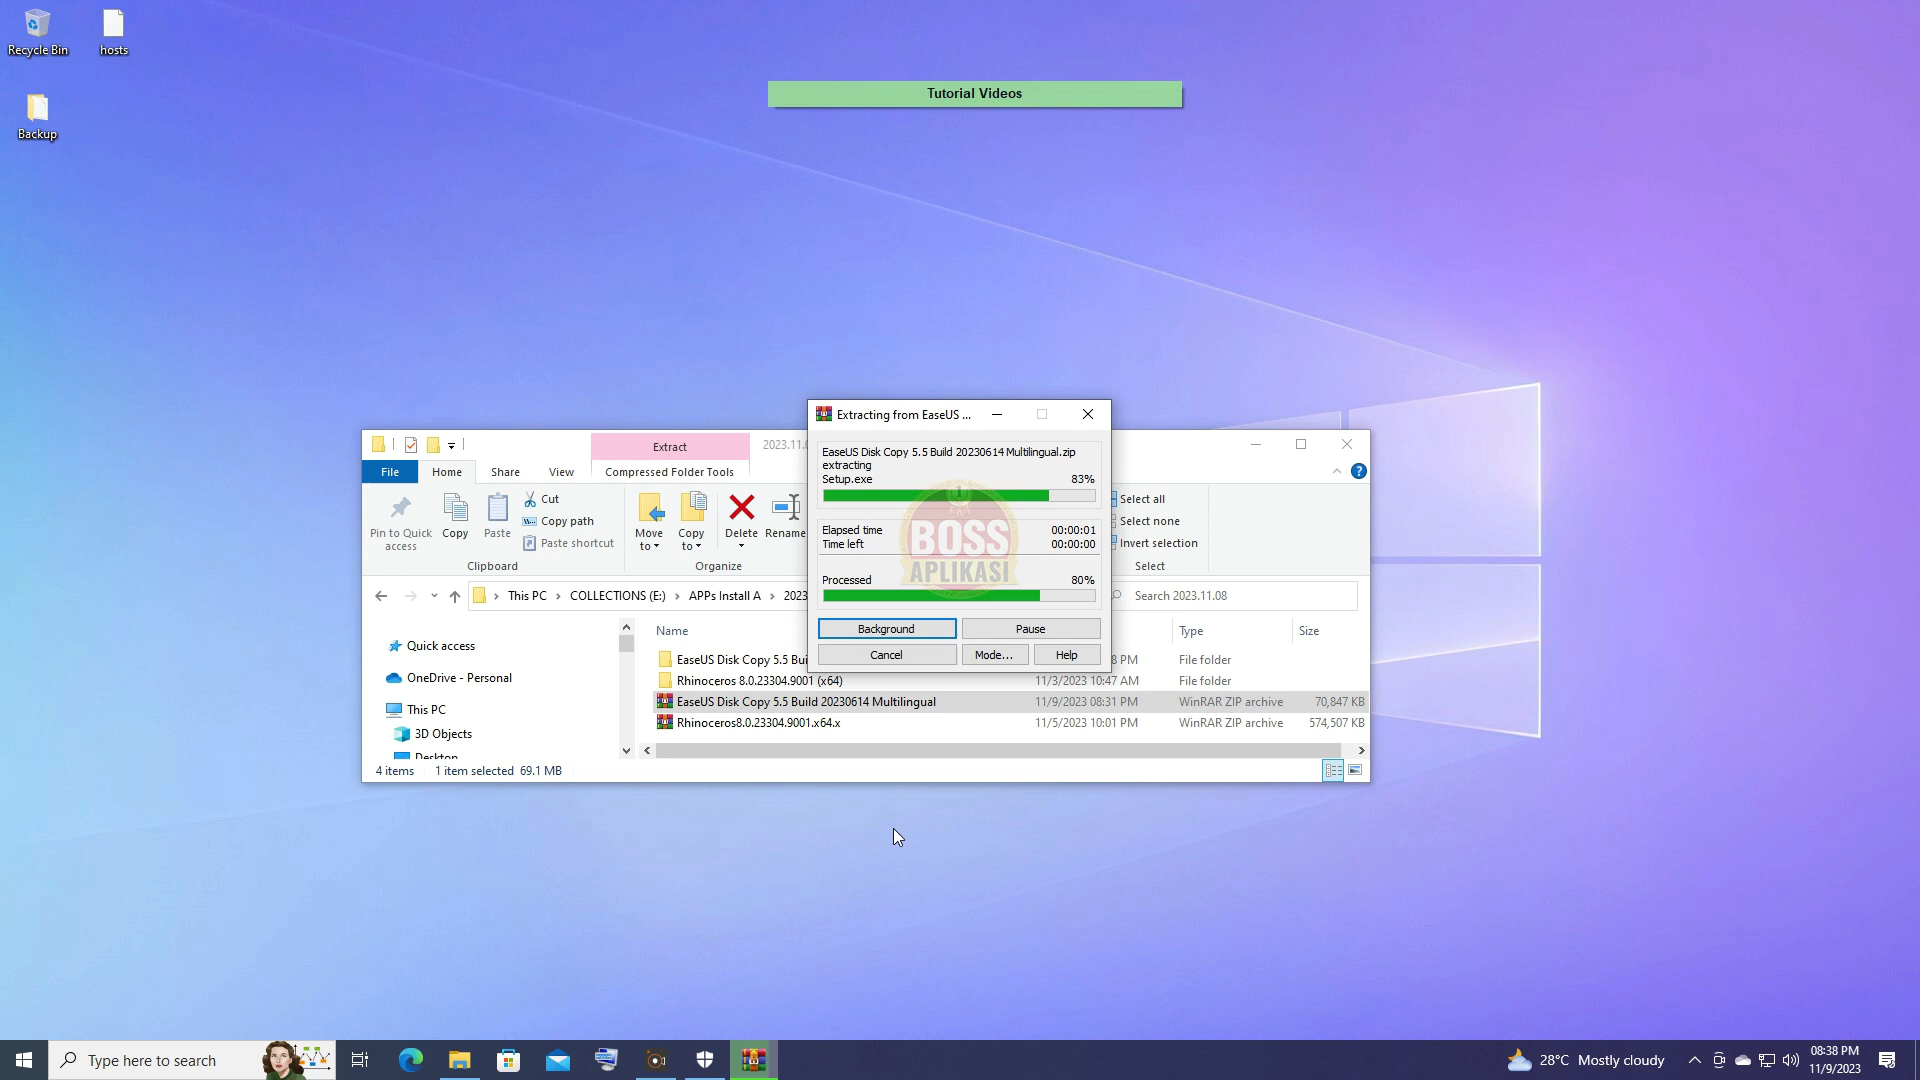 Recycle Bin
hosts
Backup
Tutorial Videos
Extracting from EaseUS ...
EaseUS Disk Copy 5.5 Build 20230614 Multilingual.zip
extracting
Setup.exe 83%
Elapsed time 00:00:01
Time left 00:00:00
Processed 80%
Background Pause
Cancel Mode... Help
BOSS
APLIKASI
Extract 2023.11.
File Home Share View Compressed Folder Tools
Pin to Quick access
Copy
Paste
Cut
Copy path
Paste shortcut
Clipboard
Move to
Copy to
Delete
Rename
Organize
Select all
Select none
Invert selection
Select
This PC COLLECTIONS (E:) APPs Install A 2023
Search 2023.11.08
Quick access
OneDrive - Personal
This PC
3D Objects
Desktop
Name Type Size
EaseUS Disk Copy 5.5 Bui 8 PM File folder
Rhinoceros 8.0.23304.9001 (x64) 11/3/2023 10:47 AM File folder
EaseUS Disk Copy 5.5 Build 20230614 Multilingual 11/9/2023 08:31 PM WinRAR ZIP archive 70,847 KB
Rhinoceros8.0.23304.9001.x64.x 11/5/2023 10:01 PM WinRAR ZIP archive 574,507 KB
4 items 1 item selected 69.1 MB
Type here to search
28°C Mostly cloudy
08:38 PM
11/9/2023